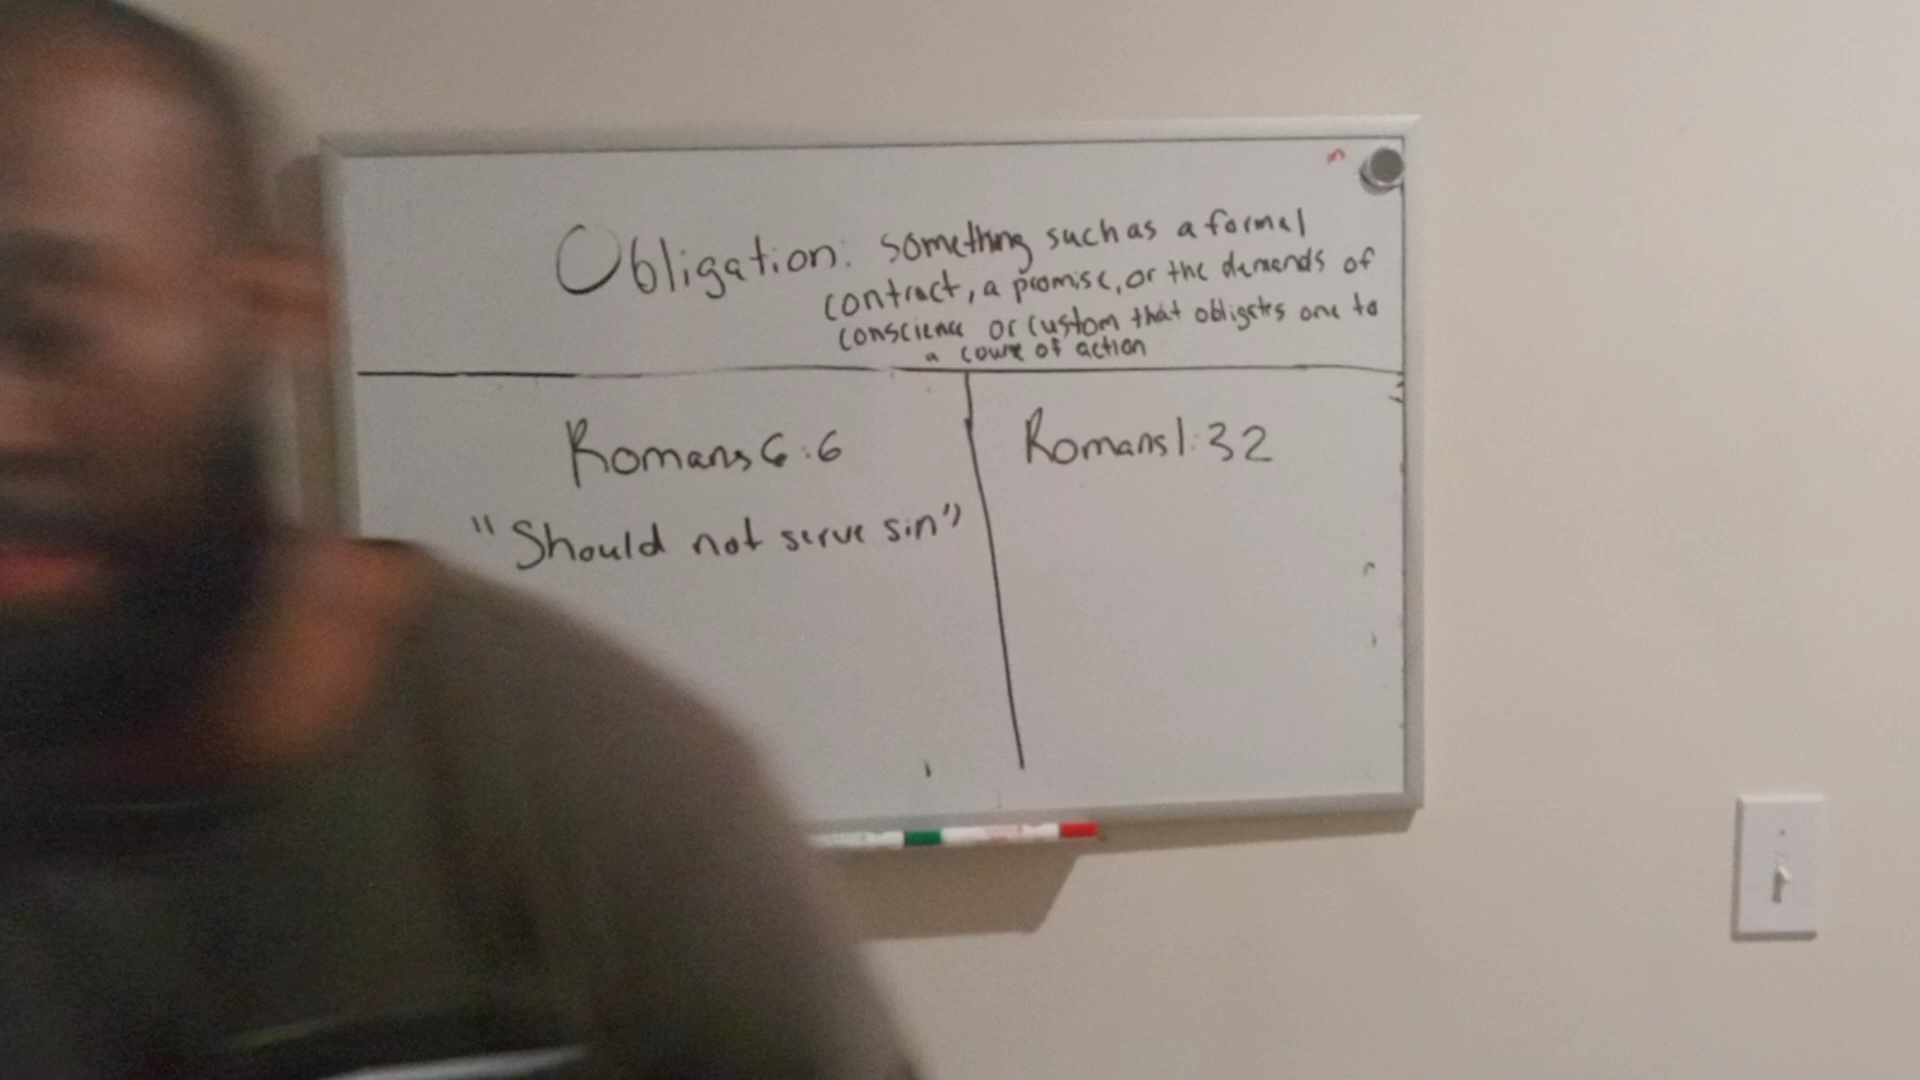 Obligation: something such as a formal
contract, a promise, or the demands of
conscience or custom that obligates one to
a course of action
Romans 6:6
Romans 1:32
"Should not serve sin"